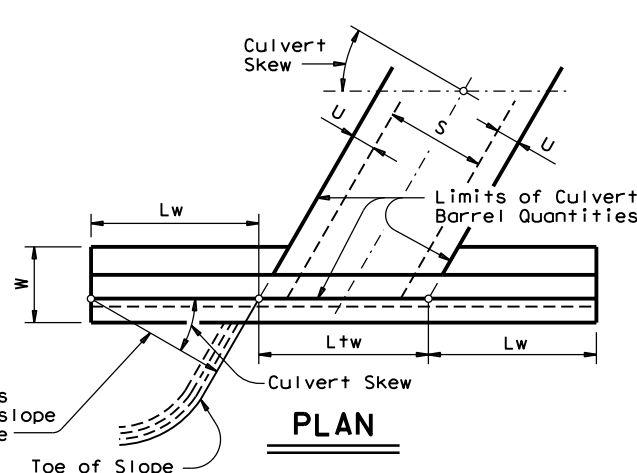 Culvert
Skew
U
S
U
Limits of Culvert
Barrel Quantities
Lw
W
Ltw
Lw
s
slope
e
Culvert Skew
PLAN
Toe of Slope